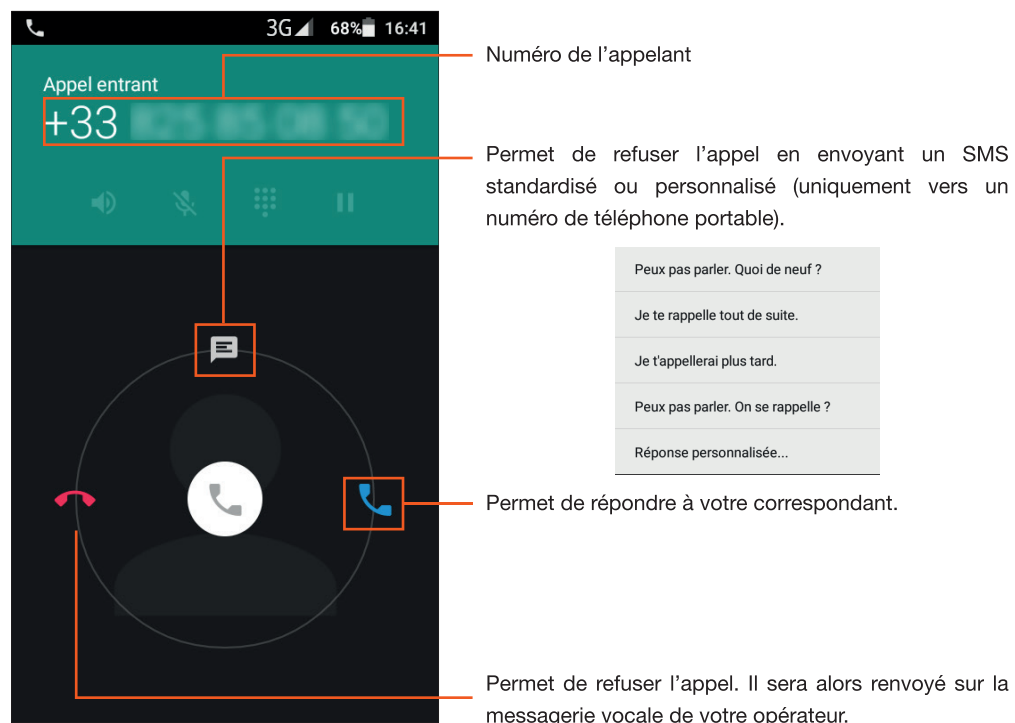 3G 68% 16:41
Appel entrant
+33
Numéro de l’appelant
Permet de refuser l’appel en envoyant un SMS
standardisé ou personnalisé (uniquement vers un
numéro de téléphone portable).
Peux pas parler. Quoi de neuf ?
Je te rappelle tout de suite.
Je t'appellerai plus tard.
Peux pas parler. On se rappelle ?
Réponse personnalisée...
Permet de répondre à votre correspondant.
Permet de refuser l’appel. Il sera alors renvoyé sur la
messagerie vocale de votre opérateur.